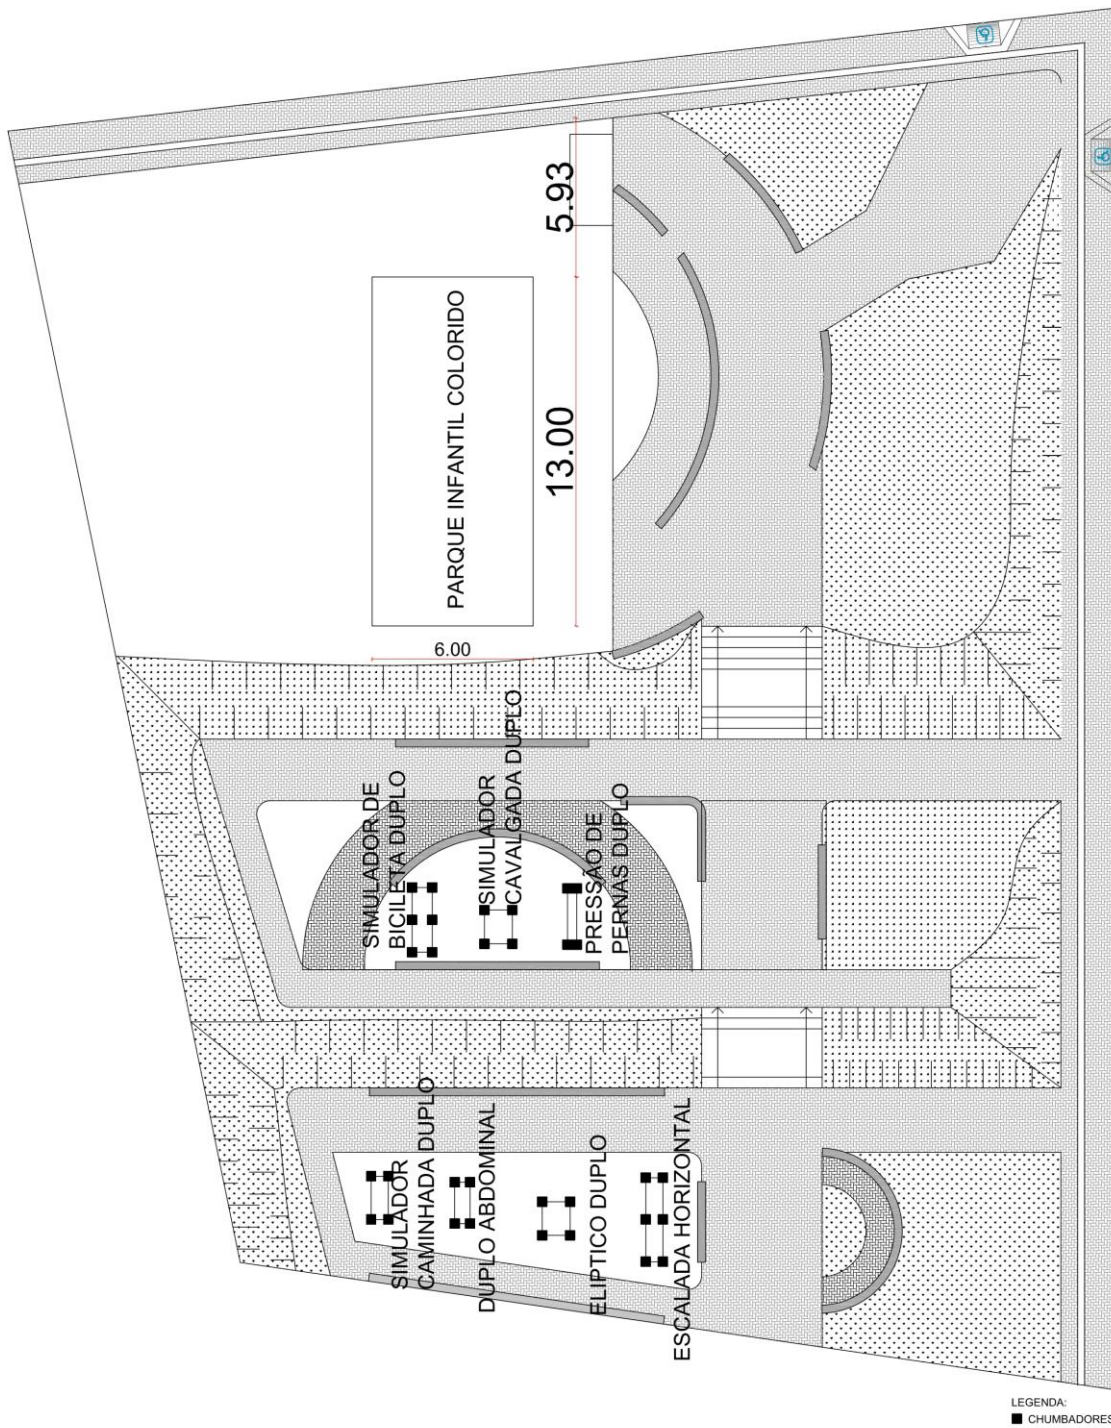 5.93
13.00
PARQUE INFANTIL COLORIDO
6.00
SIMULADOR DE
BICILETA DUPLO
SIMULADOR
CAVALGADA DUPLO
PRESSÃO DE
PERNAS DUPLO
SIMULADOR
CAMINHADA DUPLO
DUPLO ABDOMINAL
ELIPTICO DUPLO
ESCALADA HORIZONTAL
LEGENDA:
CHUMBADORES